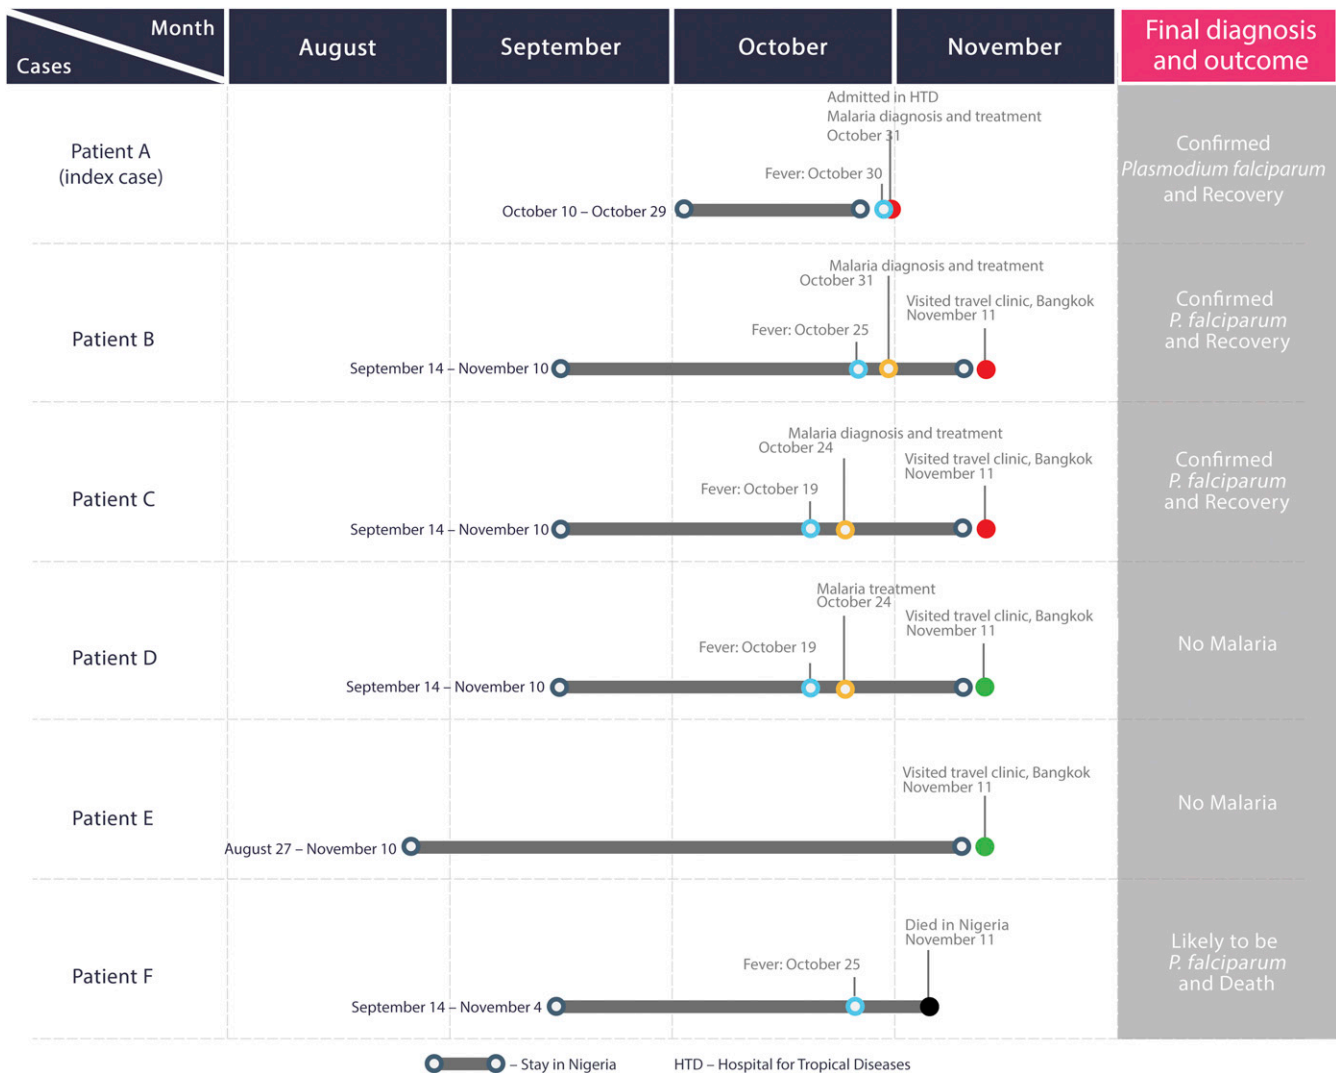 Month
Cases
August
September
October
November
Final diagnosis
and outcome
Patient A
(index case)
October 10 – October 29
Fever: October 30
Admitted in HTD
Malaria diagnosis and treatment
October 31
Confirmed
Plasmodium falciparum
and Recovery
Patient B
September 14 – November 10
Fever: October 25
Malaria diagnosis and treatment
October 31
Visited travel clinic, Bangkok
November 11
Confirmed
P. falciparum
and Recovery
Patient C
September 14 – November 10
Fever: October 19
Malaria diagnosis and treatment
October 24
Visited travel clinic, Bangkok
November 11
Confirmed
P. falciparum
and Recovery
Patient D
September 14 – November 10
Fever: October 19
Malaria treatment
October 24
Visited travel clinic, Bangkok
November 11
No Malaria
Patient E
August 27 – November 10
Visited travel clinic, Bangkok
November 11
No Malaria
Patient F
September 14 – November 4
Fever: October 25
Died in Nigeria
November 11
Likely to be
P. falciparum
and Death
– Stay in Nigeria
HTD – Hospital for Tropical Diseases